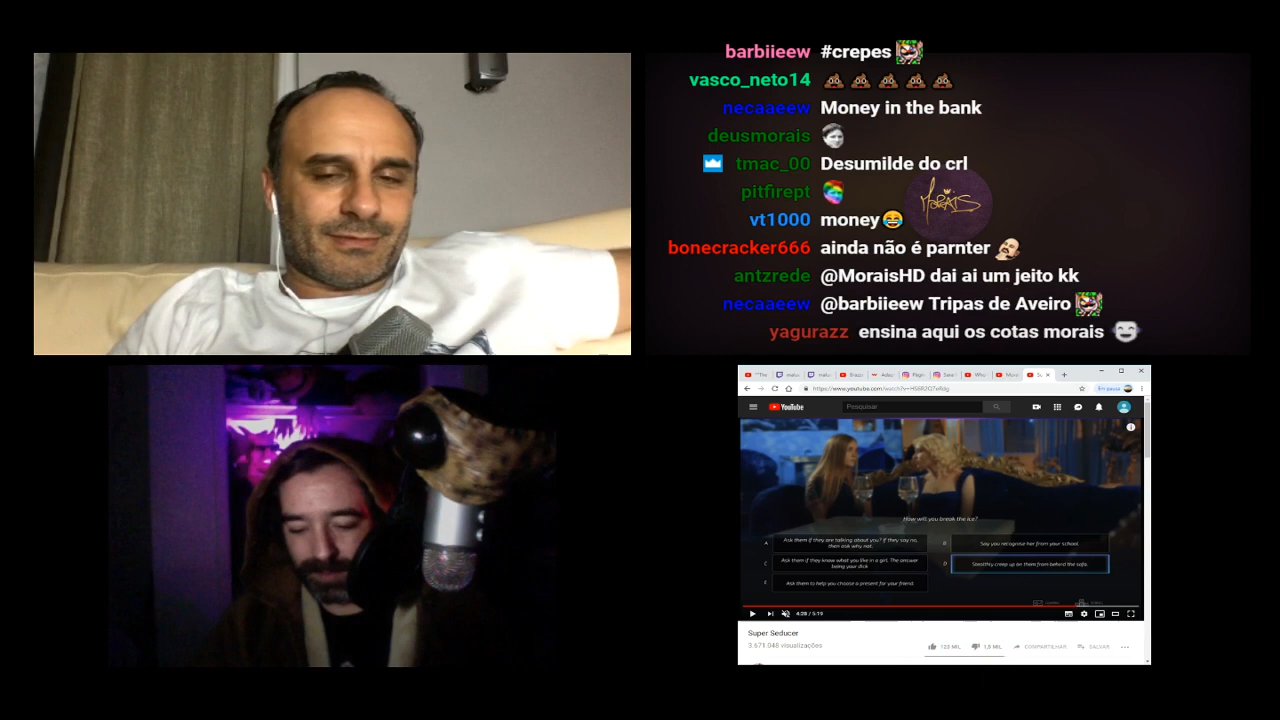 barbiieew #crepes
vasco_neto14
necaaeew Money in the bank
deusmorais
tmac_00 Desumilde do crl
pitfirept
MORAIS
vt1000 money
bonecracker666 ainda não é parnter
antzrede @MoraisHD dai ai um jeito kk
necaaeew @barbiieew Tripas de Aveiro
yagurazz ensina aqui os cotas morais
Em pausa
YouTube
Pesquisar
How will you break the ice?
A Ask them if they are talking about you? If they say no, then ask why not.
B Say you recognise her from your school.
C Ask them if they know what you like in a girl. The answer being your dick
D Stealthily creep up on them from behind the sofa.
E Ask them to help you choose a present for your friend.
4:28 / 5:19
Super Seducer
3.671.048 visualizações
123 MIL
COMPARTILHAR
SALVAR